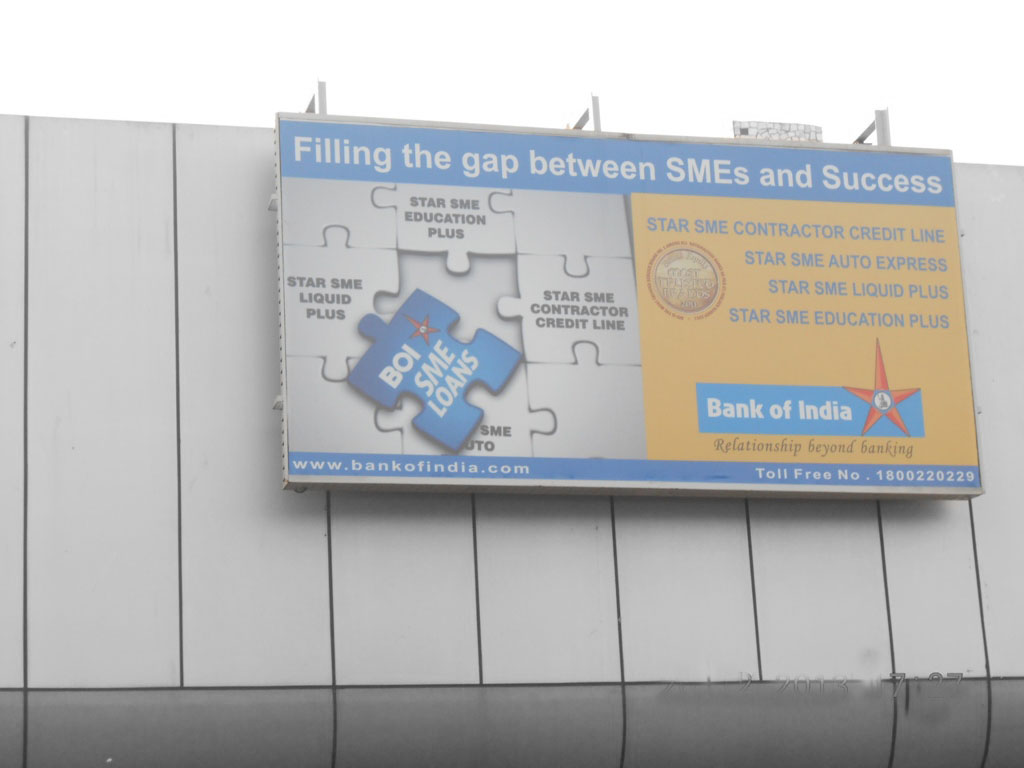 Filling the gap between SMEs and Success
STAR SME
EDUCATION
PLUS
STAR SME
LIQUID
PLUS
STAR SME
CONTRACTOR
CREDIT LINE
BOI
SME
LOANS
SME
UTO
STAR SME CONTRACTOR CREDIT LINE
STAR SME AUTO EXPRESS
STAR SME LIQUID PLUS
STAR SME EDUCATION PLUS
Bank of India
Relationship beyond banking
www.bankofindia.com
Toll Free No . 1800220229